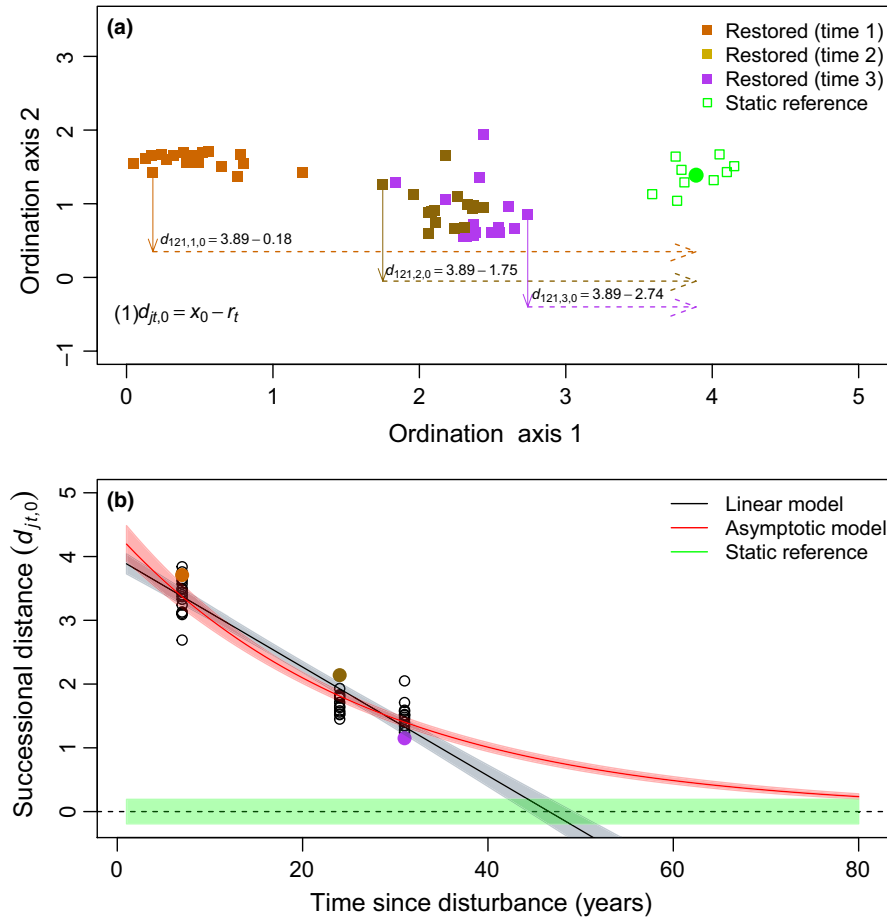 (a)
Restored (time 1)
Restored (time 2)
Restored (time 3)
Static reference
Ordination axis 2
3
2
1
0
−1
d121,1,0 = 3.89 − 0.18
d121,2,0 = 3.89 − 1.75
d121,3,0 = 3.89 − 2.74
(1) djt,0 = x0 − rt
0 1 2 3 4 5
Ordination axis 1
(b)
Linear model
Asymptotic model
Static reference
Successional distance (djt,0)
5
4
3
2
1
0
0 20 40 60 80
Time since disturbance (years)